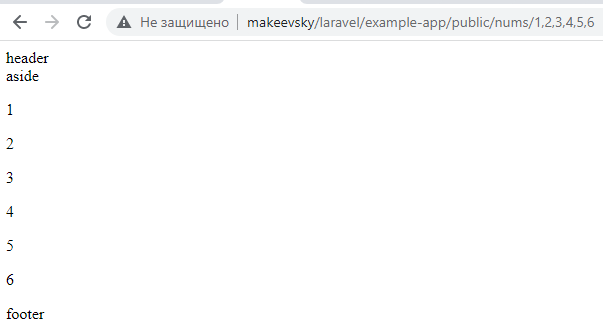 Не защищено | makeevsky/laravel/example-app/public/nums/1,2,3,4,5,6
header
aside
1
2
3
4
5
6
footer